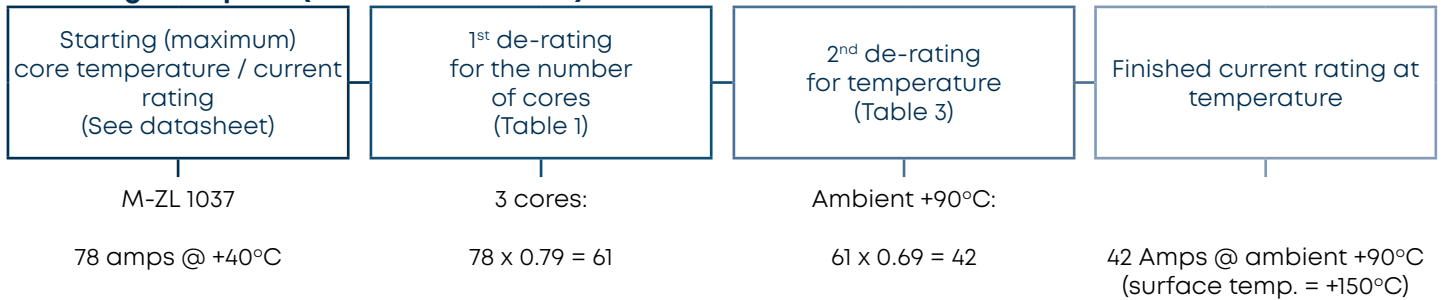 Starting (maximum)
core temperature / current
rating
(See datasheet)
1st de-rating
for the number
of cores
(Table 1)
2nd de-rating
for temperature
(Table 3)
Finished current rating at
temperature
M-ZL 1037
78 amps @ +40°C
3 cores:
78 x 0.79 = 61
Ambient +90°C:
61 x 0.69 = 42
42 Amps @ ambient +90°C
(surface temp. = +150°C)